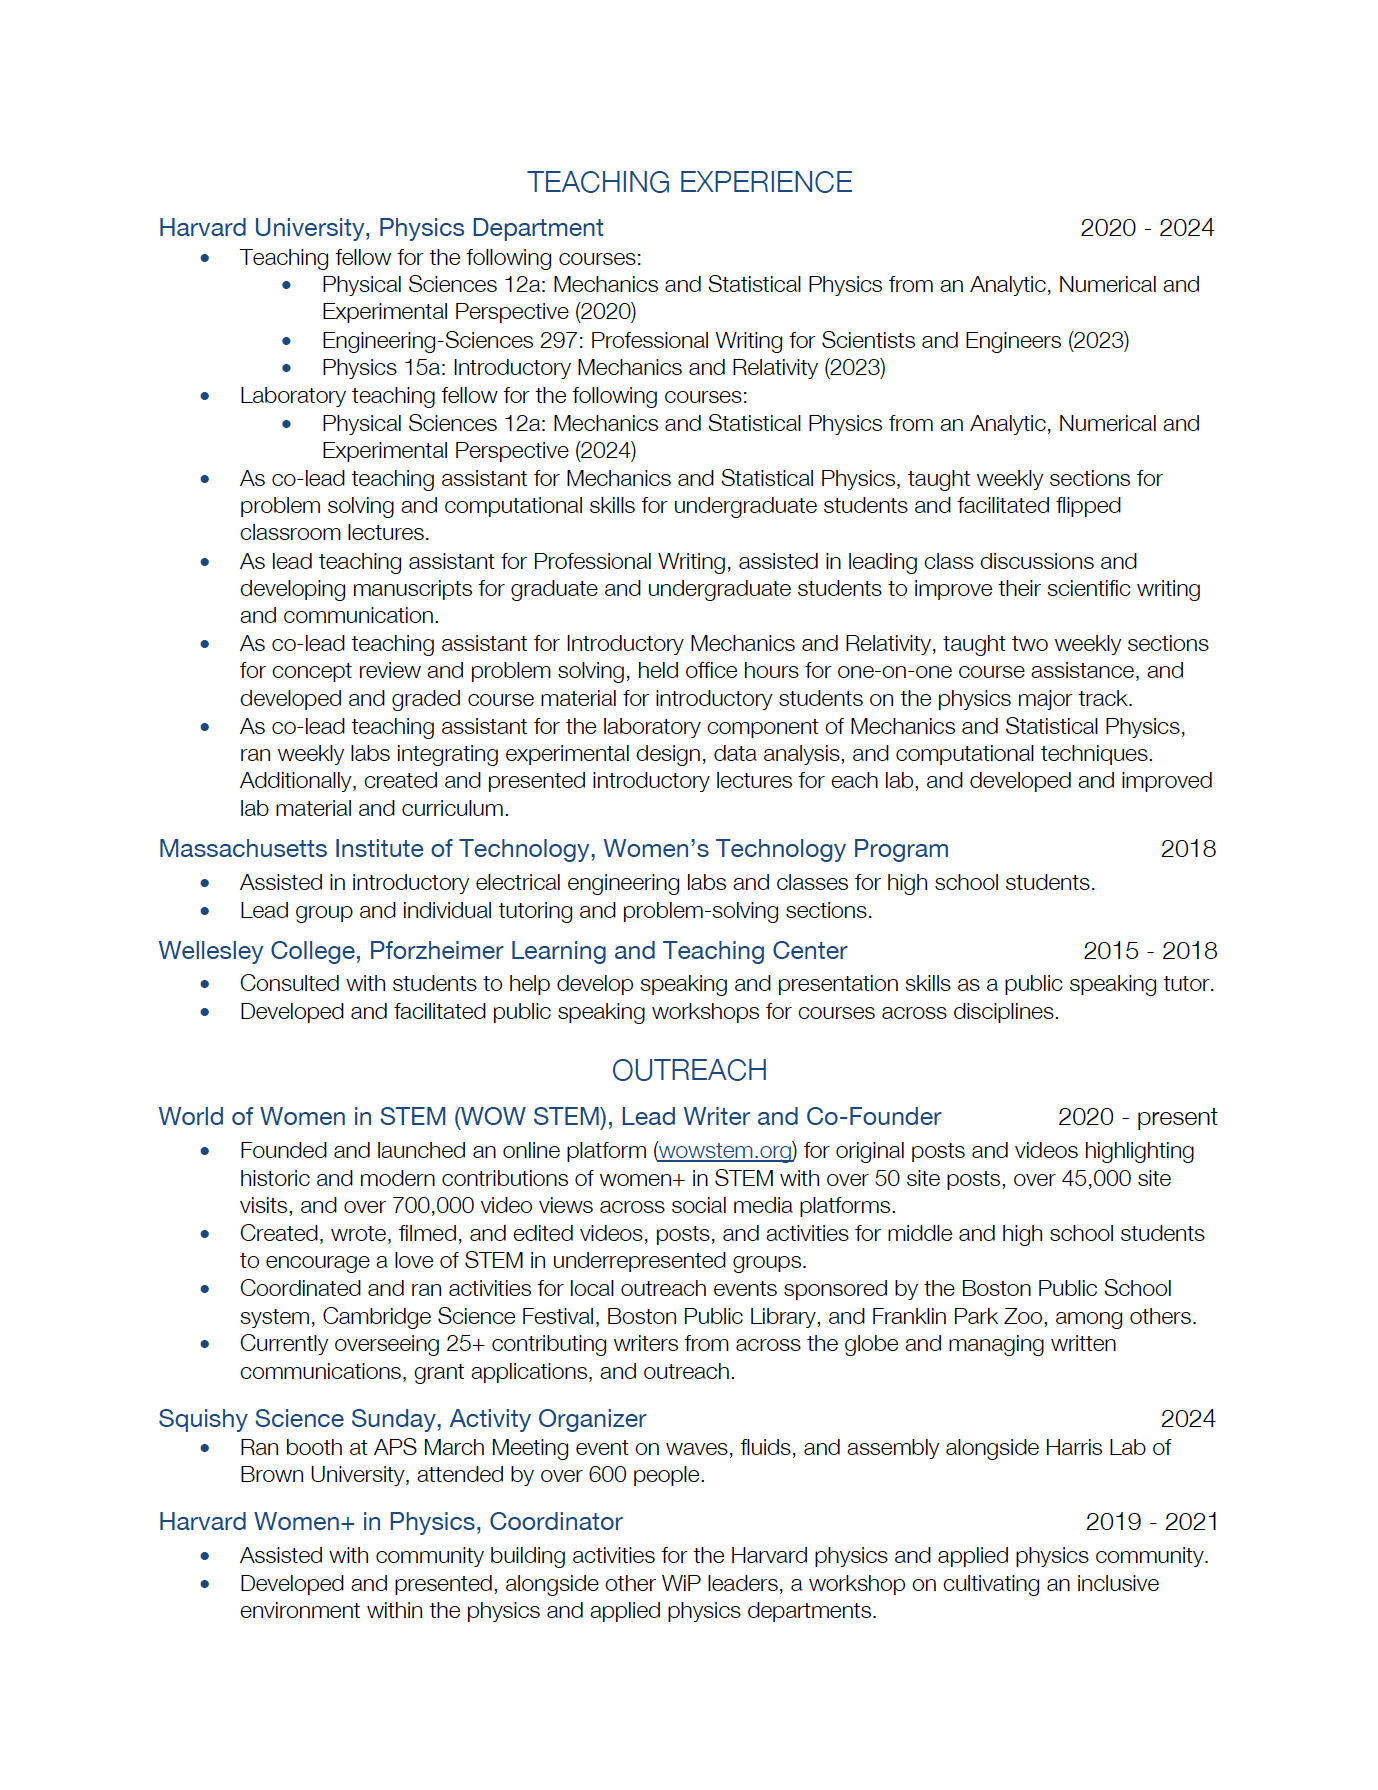 TEACHING EXPERIENCE
Harvard University, Physics Department 2020 - 2024
• Teaching fellow for the following courses:
• Physical Sciences 12a: Mechanics and Statistical Physics from an Analytic, Numerical and
Experimental Perspective (2020)
• Engineering-Sciences 297: Professional Writing for Scientists and Engineers (2023)
• Physics 15a: Introductory Mechanics and Relativity (2023)
• Laboratory teaching fellow for the following courses:
• Physical Sciences 12a: Mechanics and Statistical Physics from an Analytic, Numerical and
Experimental Perspective (2024)
• As co-lead teaching assistant for Mechanics and Statistical Physics, taught weekly sections for
problem solving and computational skills for undergraduate students and facilitated flipped
classroom lectures.
• As lead teaching assistant for Professional Writing, assisted in leading class discussions and
developing manuscripts for graduate and undergraduate students to improve their scientific writing
and communication.
• As co-lead teaching assistant for Introductory Mechanics and Relativity, taught two weekly sections
for concept review and problem solving, held office hours for one-on-one course assistance, and
developed and graded course material for introductory students on the physics major track.
• As co-lead teaching assistant for the laboratory component of Mechanics and Statistical Physics,
ran weekly labs integrating experimental design, data analysis, and computational techniques.
Additionally, created and presented introductory lectures for each lab, and developed and improved
lab material and curriculum.
Massachusetts Institute of Technology, Women’s Technology Program 2018
• Assisted in introductory electrical engineering labs and classes for high school students.
• Lead group and individual tutoring and problem-solving sections.
Wellesley College, Pforzheimer Learning and Teaching Center 2015 - 2018
• Consulted with students to help develop speaking and presentation skills as a public speaking tutor.
• Developed and facilitated public speaking workshops for courses across disciplines.
OUTREACH
World of Women in STEM (WOW STEM), Lead Writer and Co-Founder 2020 - present
• Founded and launched an online platform (wowstem.org) for original posts and videos highlighting
historic and modern contributions of women+ in STEM with over 50 site posts, over 45,000 site
visits, and over 700,000 video views across social media platforms.
• Created, wrote, filmed, and edited videos, posts, and activities for middle and high school students
to encourage a love of STEM in underrepresented groups.
• Coordinated and ran activities for local outreach events sponsored by the Boston Public School
system, Cambridge Science Festival, Boston Public Library, and Franklin Park Zoo, among others.
• Currently overseeing 25+ contributing writers from across the globe and managing written
communications, grant applications, and outreach.
Squishy Science Sunday, Activity Organizer 2024
• Ran booth at APS March Meeting event on waves, fluids, and assembly alongside Harris Lab of
Brown University, attended by over 600 people.
Harvard Women+ in Physics, Coordinator 2019 - 2021
• Assisted with community building activities for the Harvard physics and applied physics community.
• Developed and presented, alongside other WiP leaders, a workshop on cultivating an inclusive
environment within the physics and applied physics departments.